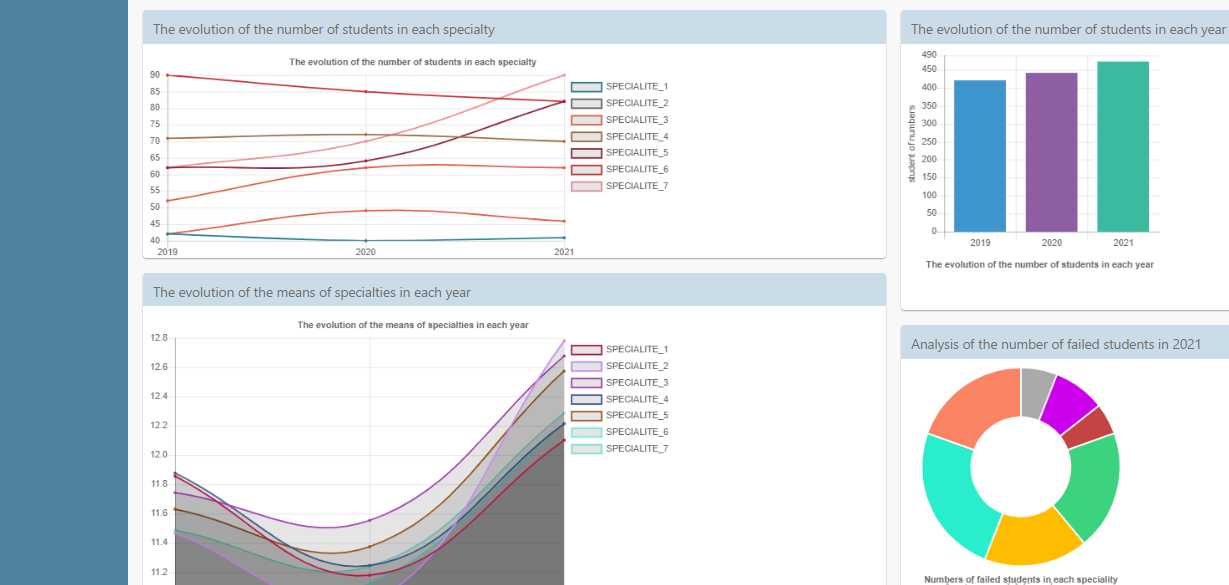 The evolution of the number of students in each specialty
The evolution of the number of students in each specialty
90
85
80
75
70
65
60
55
50
45
40
2019
2020
2021
SPECIALITE_1
SPECIALITE_2
SPECIALITE_3
SPECIALITE_4
SPECIALITE_5
SPECIALITE_6
SPECIALITE_7
The evolution of the number of students in each year
490
450
400
350
300
250
200
150
100
50
0
student of numbers
2019
2020
2021
The evolution of the number of students in each year
The evolution of the means of specialties in each year
The evolution of the means of specialties in each year
12.8
12.6
12.4
12.2
12.0
11.8
11.6
11.4
11.2
SPECIALITE_1
SPECIALITE_2
SPECIALITE_3
SPECIALITE_4
SPECIALITE_5
SPECIALITE_6
SPECIALITE_7
Analysis of the number of failed students in 2021
Numbers of failed students in each speciality